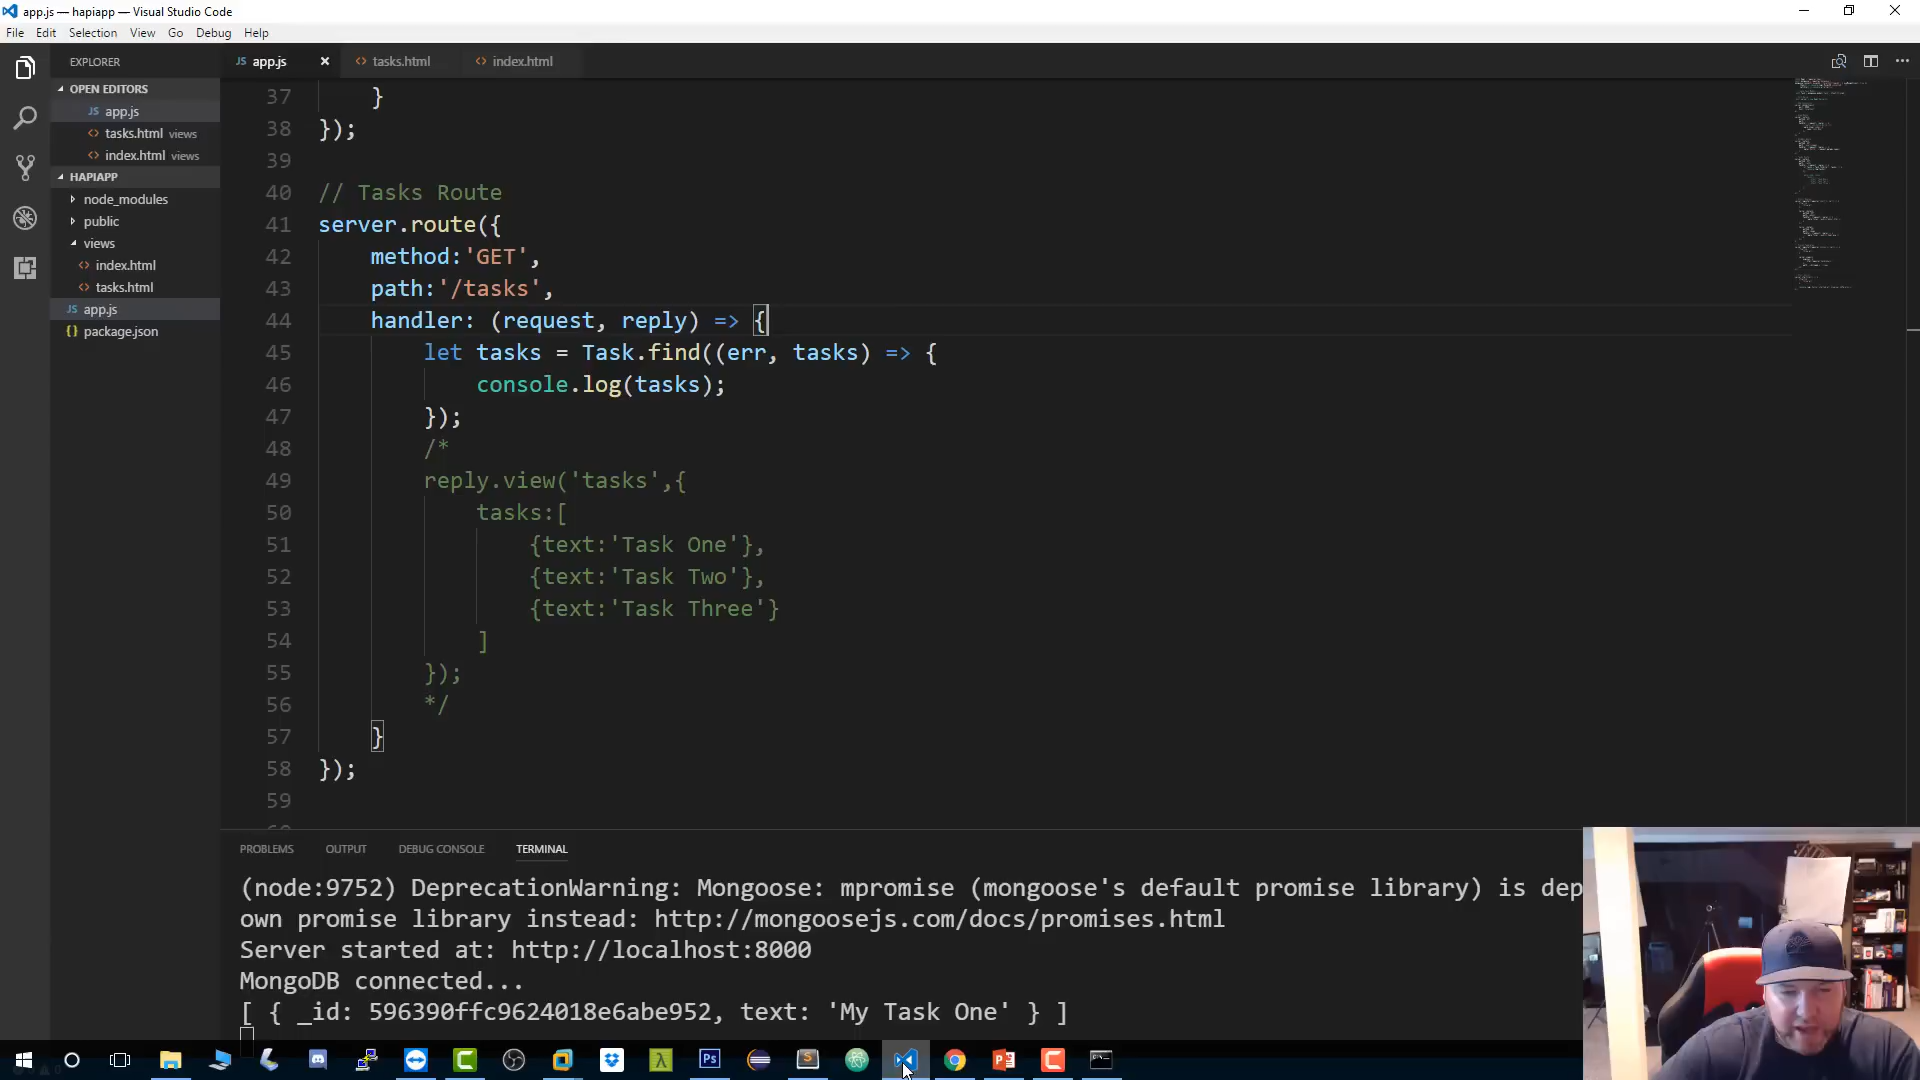 app.js — hapiapp — Visual Studio Code
File Edit Selection View Go Debug Help
EXPLORER
OPEN EDITORS
JS app.js
<> tasks.html views
<> index.html views
HAPIAPP
node_modules
public
views
<> index.html
<> tasks.html
JS app.js
{} package.json
JS app.js × <> tasks.html <> index.html
37 }
38 });
39
40 // Tasks Route
41 server.route({
42 method:'GET',
43 path:'/tasks',
44 handler: (request, reply) => {
45 let tasks = Task.find((err, tasks) => {
46 console.log(tasks);
47 });
48 /*
49 reply.view('tasks',{
50 tasks:[
51 {text:'Task One'},
52 {text:'Task Two'},
53 {text:'Task Three'}
54 ]
55 });
56 */
57 }
58 });
59
PROBLEMS OUTPUT DEBUG CONSOLE TERMINAL
(node:9752) DeprecationWarning: Mongoose: mpromise (mongoose's default promise library) is dep
own promise library instead: http://mongoosejs.com/docs/promises.html
Server started at: http://localhost:8000
MongoDB connected...
[ { _id: 596390ffc9624018e6abe952, text: 'My Task One' } ]